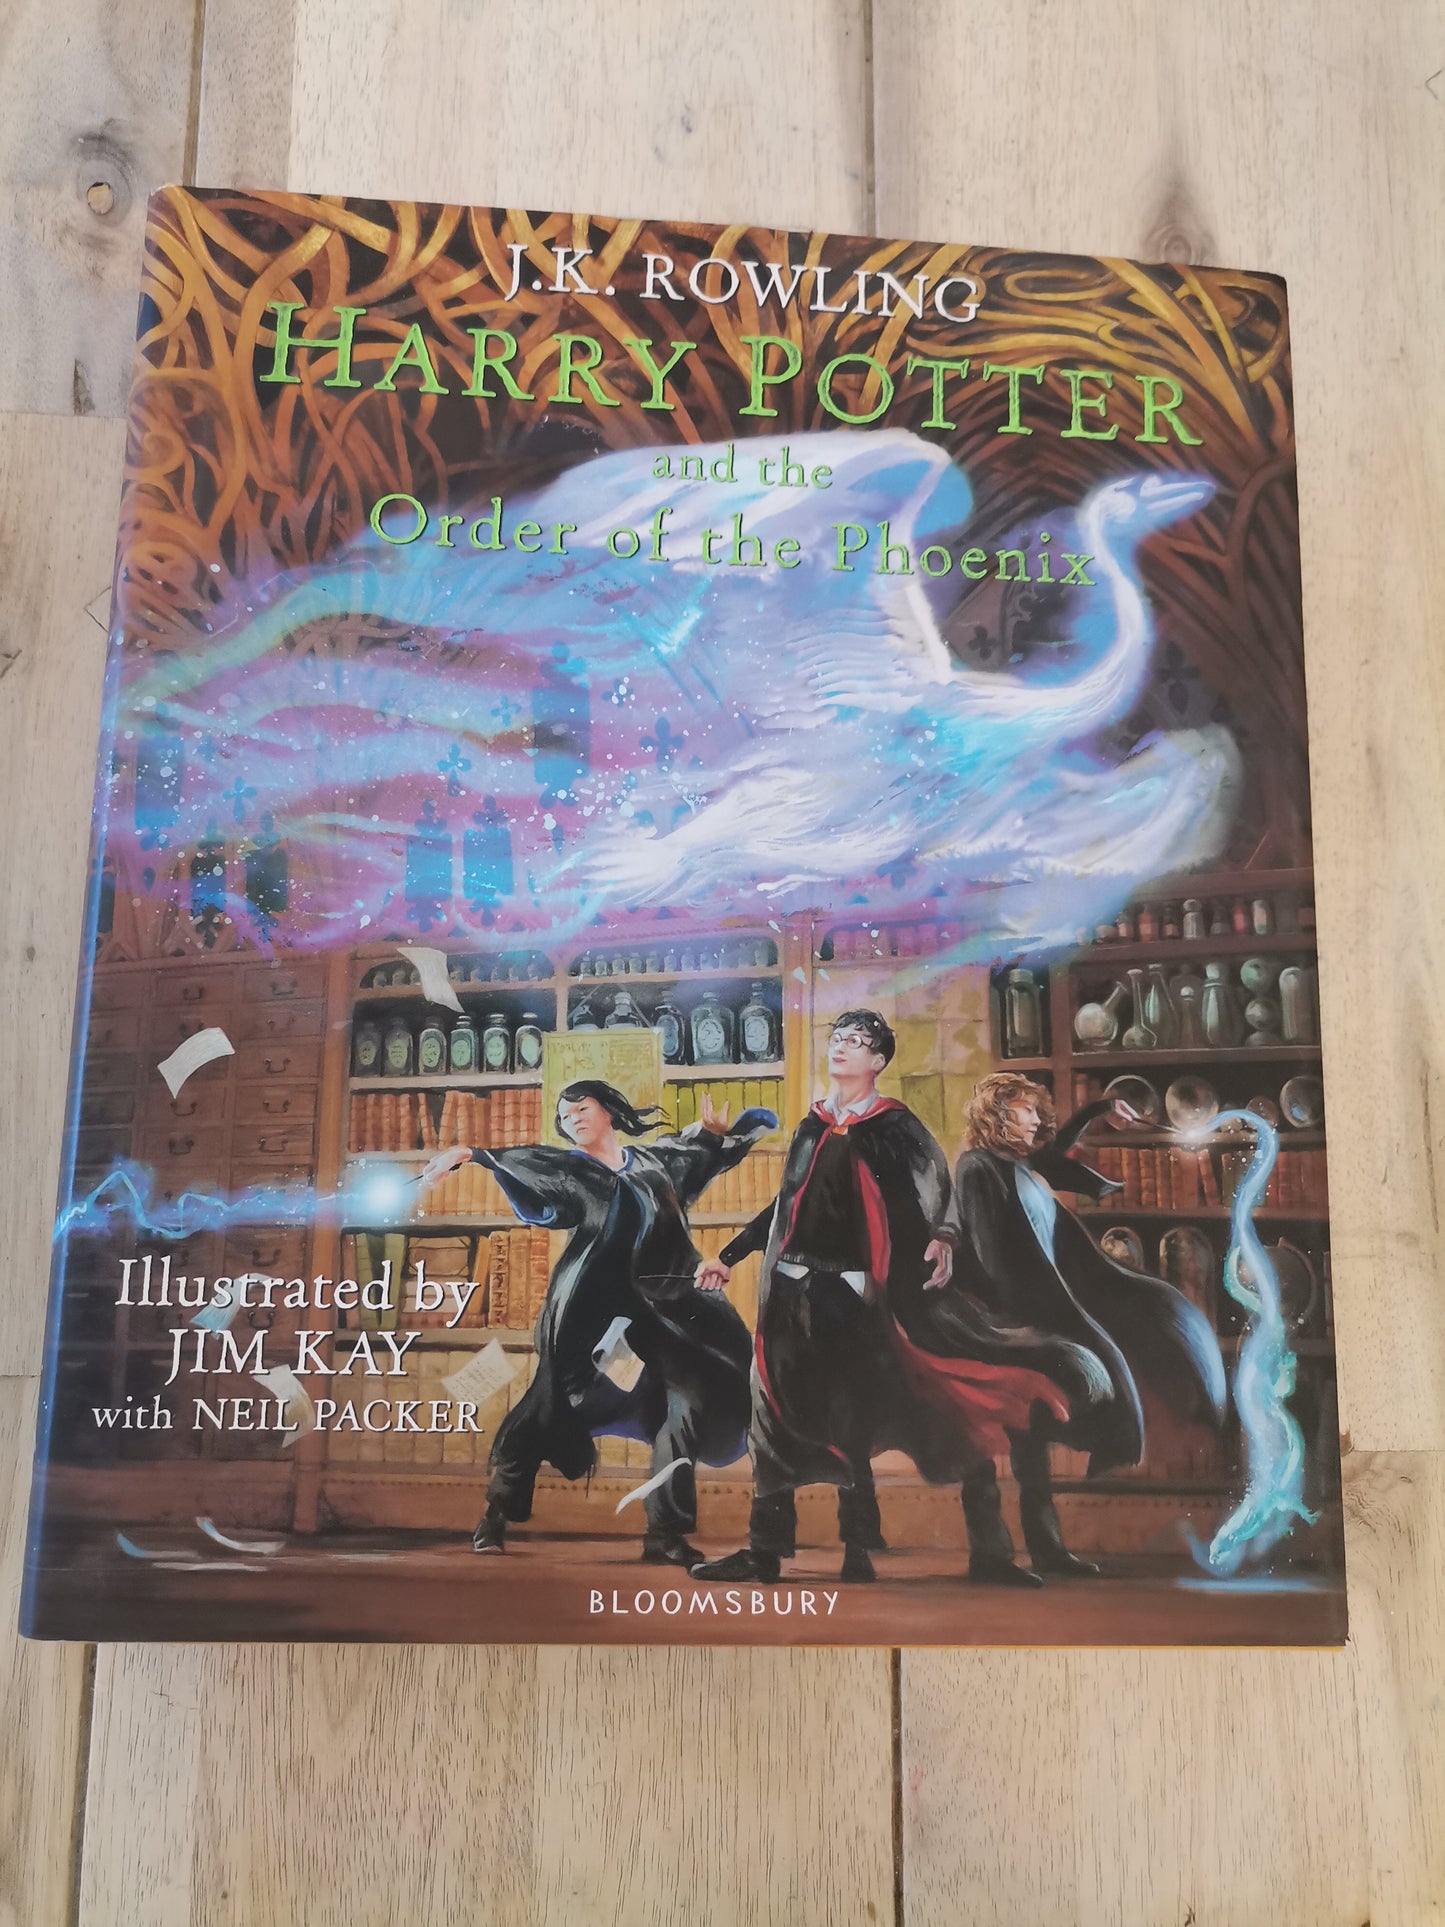 J.K. ROWLING
HARRY POTTER
and the
Order of the Phoenix
Illustrated by
JIM KAY
with NEIL PACKER
BLOOMSBURY